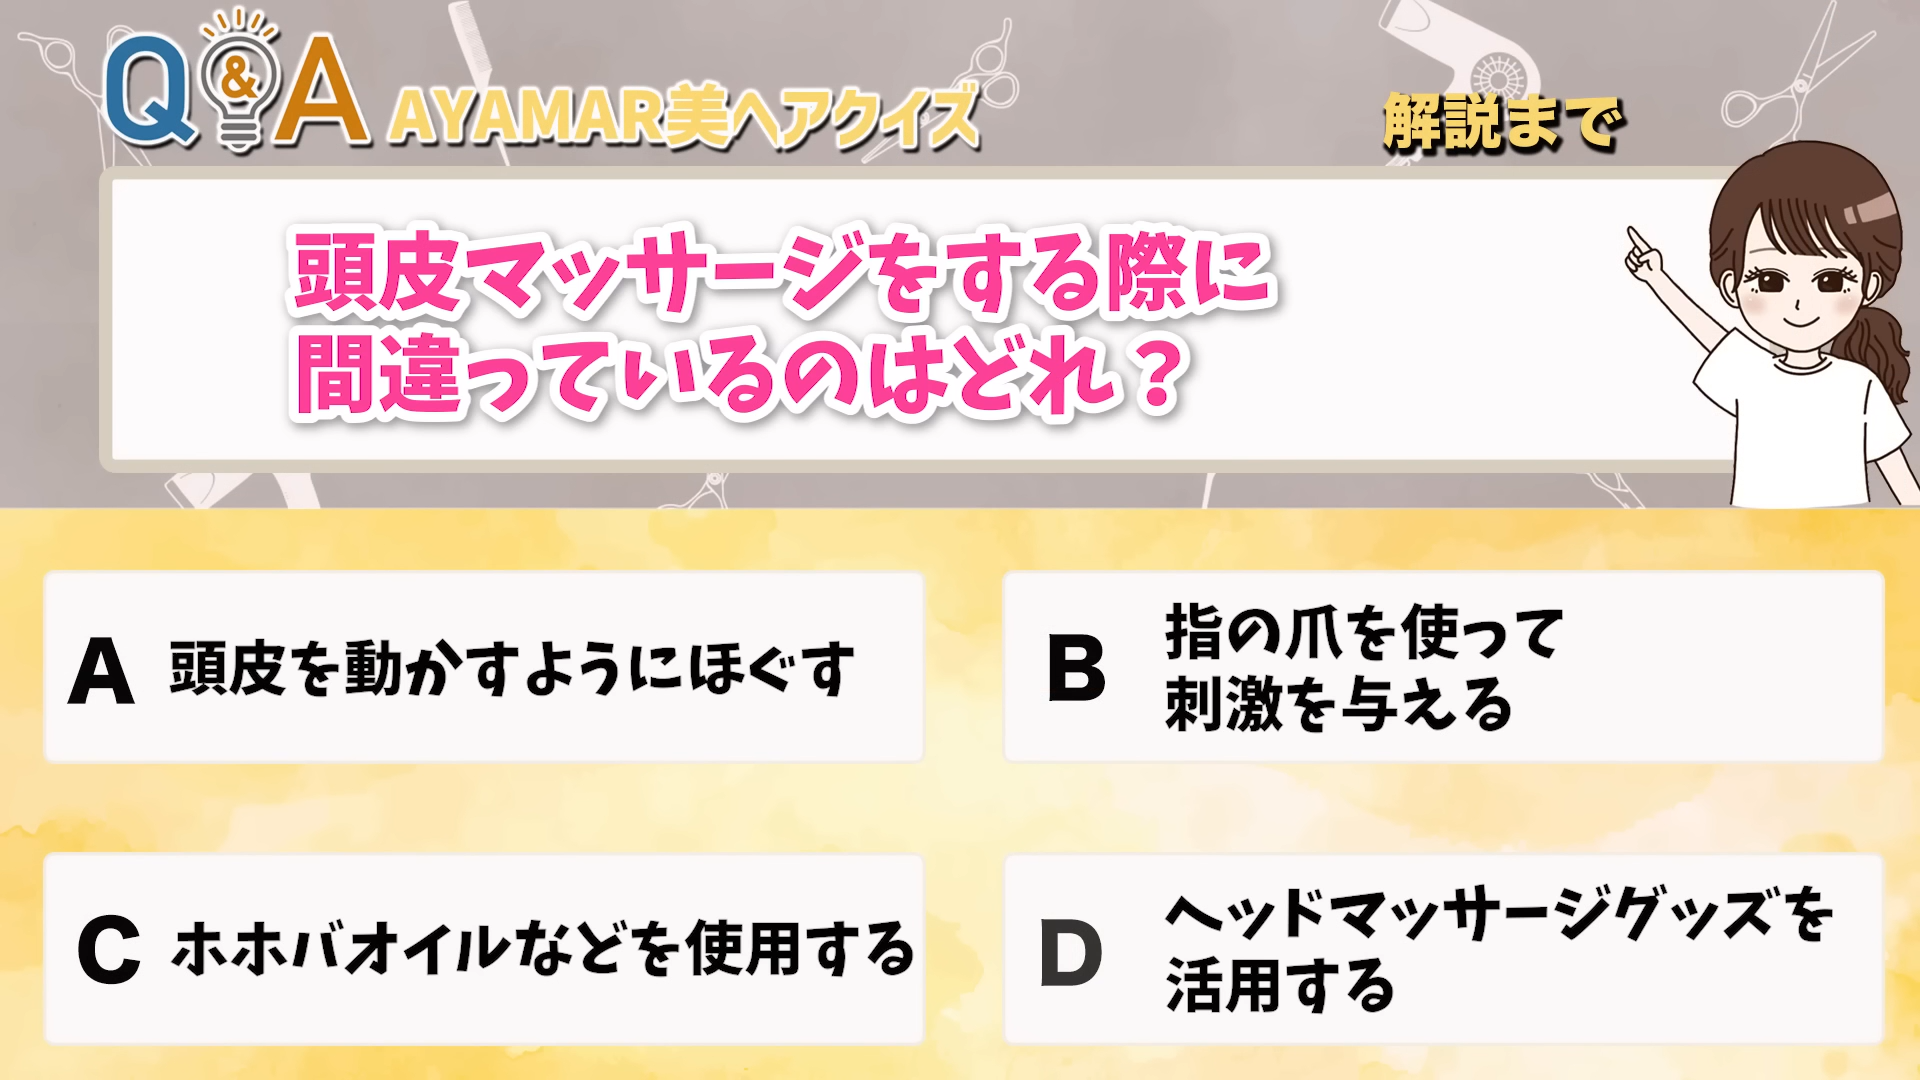 Q&A AYAMAR美ヘアクイズ
解説まで
頭皮マッサージをする際に
間違っているのはどれ？
A 頭皮を動かすようにほぐす
B 指の爪を使って
刺激を与える
C ホホバオイルなどを使用する
D ヘッドマッサージグッズを
活用する